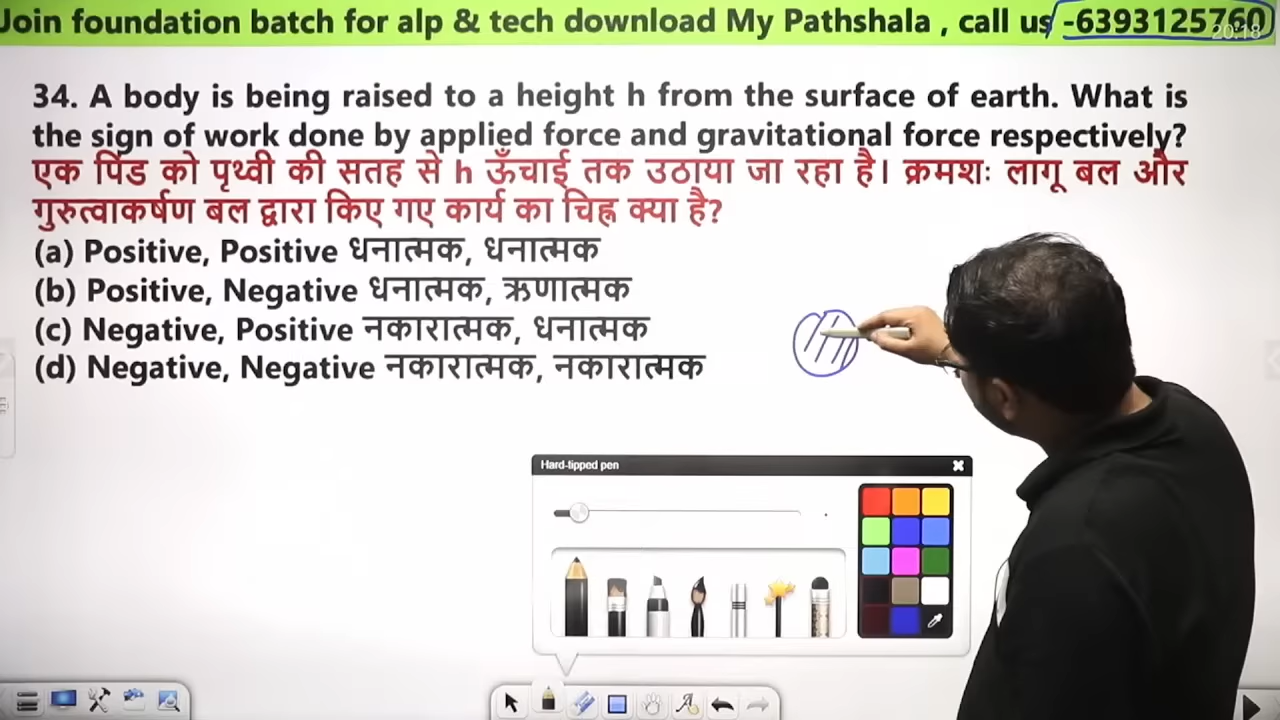 Join foundation batch for alp & tech download My Pathshala , call us -6393125760
20:18
34. A body is being raised to a height h from the surface of earth. What is
the sign of work done by applied force and gravitational force respectively?
एक पिंड को पृथ्वी की सतह से h ऊँचाई तक उठाया जा रहा है। क्रमशः लागू बल और
गुरुत्वाकर्षण बल द्वारा किए गए कार्य का चिह्न क्या है?
(a) Positive, Positive धनात्मक, धनात्मक
(b) Positive, Negative धनात्मक, ऋणात्मक
(c) Negative, Positive नकारात्मक, धनात्मक
(d) Negative, Negative नकारात्मक, नकारात्मक
Hard-tipped pen